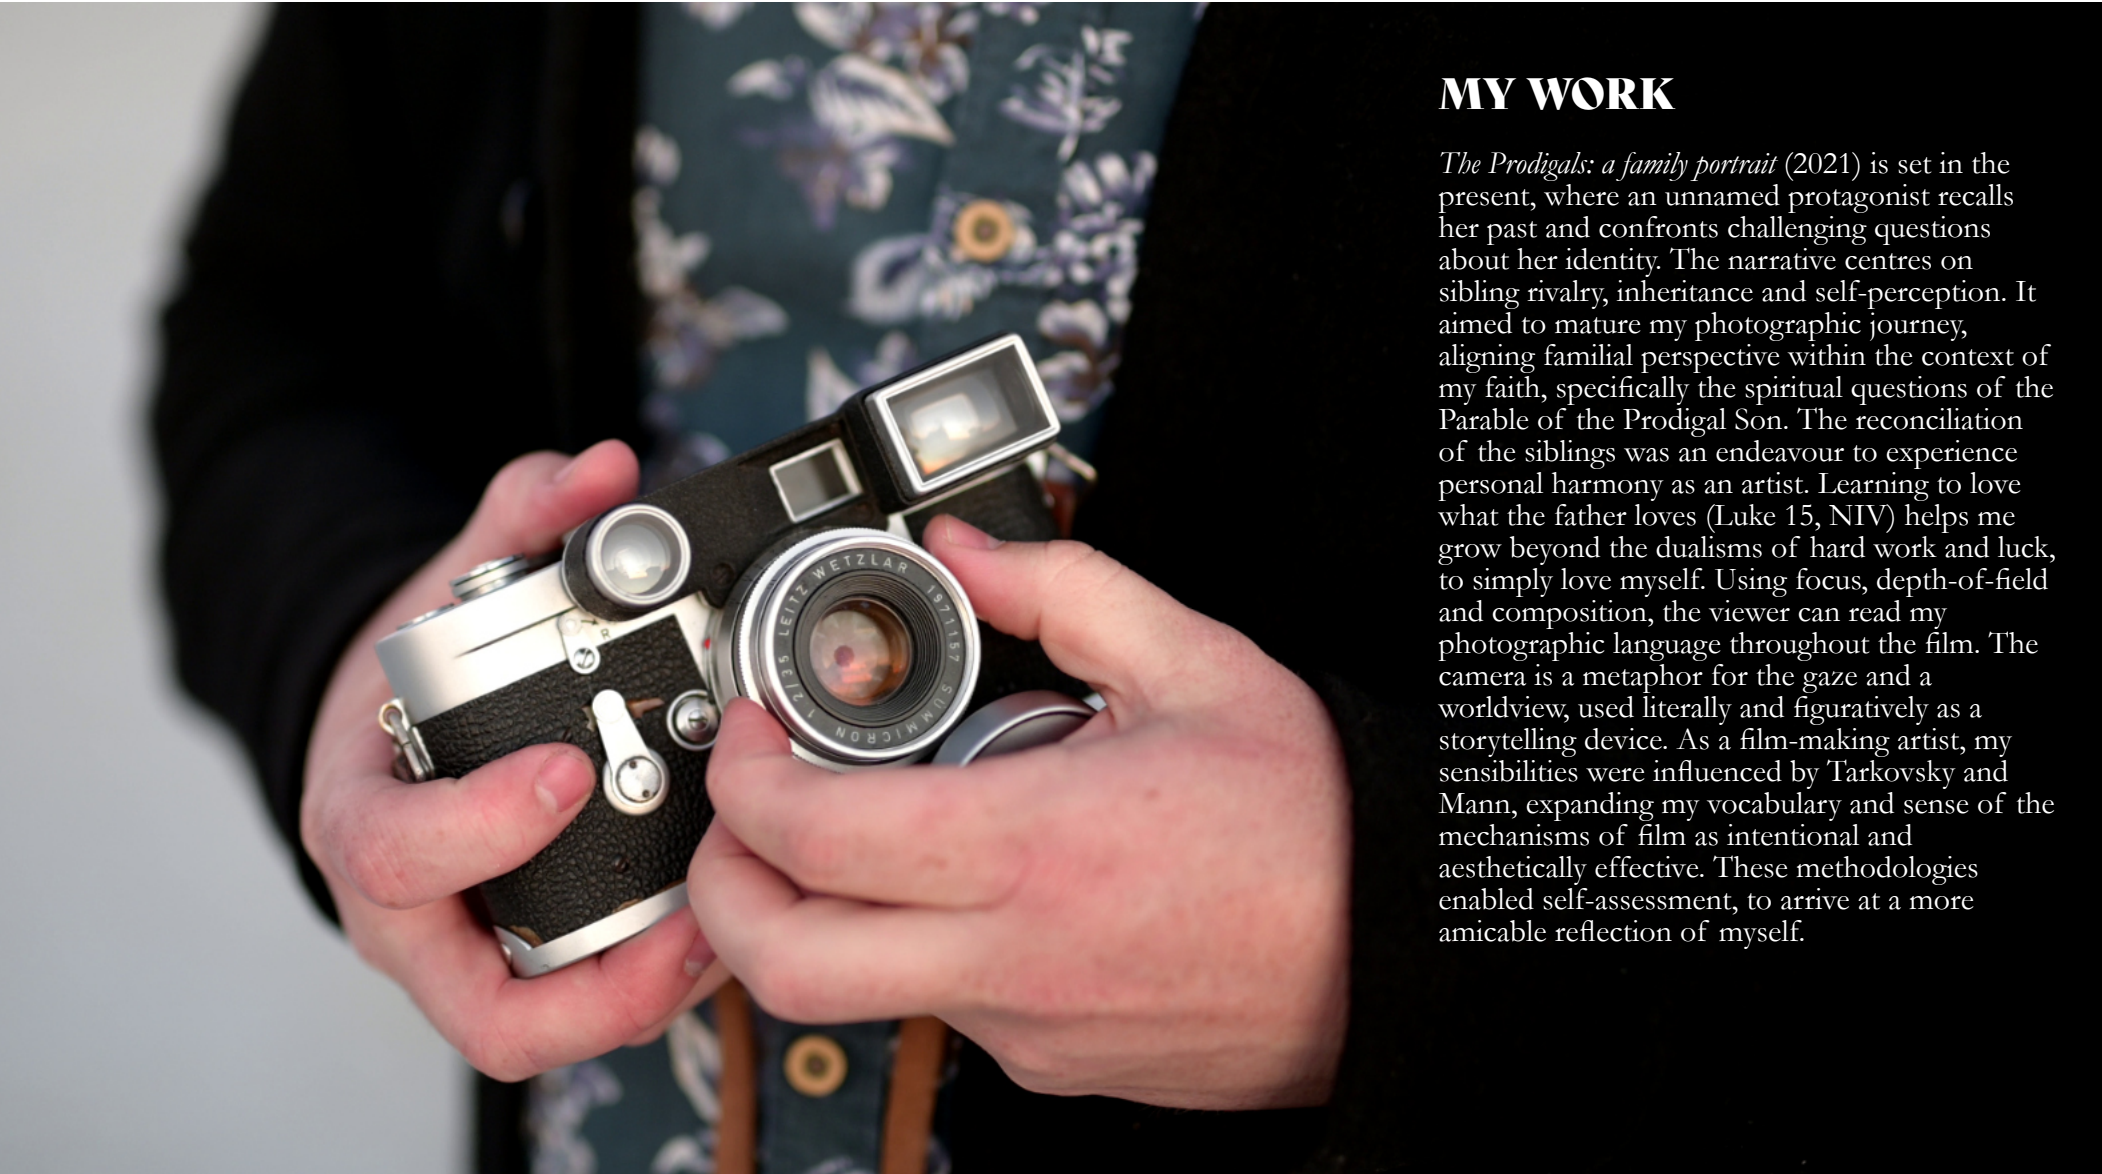 MY WORK
The Prodigals: a family portrait (2021) is set in the
present, where an unnamed protagonist recalls
her past and confronts challenging questions
about her identity. The narrative centres on
sibling rivalry, inheritance and self-perception. It
aimed to mature my photographic journey,
aligning familial perspective within the context of
my faith, specifically the spiritual questions of the
Parable of the Prodigal Son. The reconciliation
of the siblings was an endeavour to experience
personal harmony as an artist. Learning to love
what the father loves (Luke 15, NIV) helps me
grow beyond the dualisms of hard work and luck,
to simply love myself. Using focus, depth-of-field
and composition, the viewer can read my
photographic language throughout the film. The
camera is a metaphor for the gaze and a
worldview, used literally and figuratively as a
storytelling device. As a film-making artist, my
sensibilities were influenced by Tarkovsky and
Mann, expanding my vocabulary and sense of the
mechanisms of film as intentional and
aesthetically effective. These methodologies
enabled self-assessment, to arrive at a more
amicable reflection of myself.
R
LEITZ WETZLAR 1971157 SUMMICRON 1:2/35